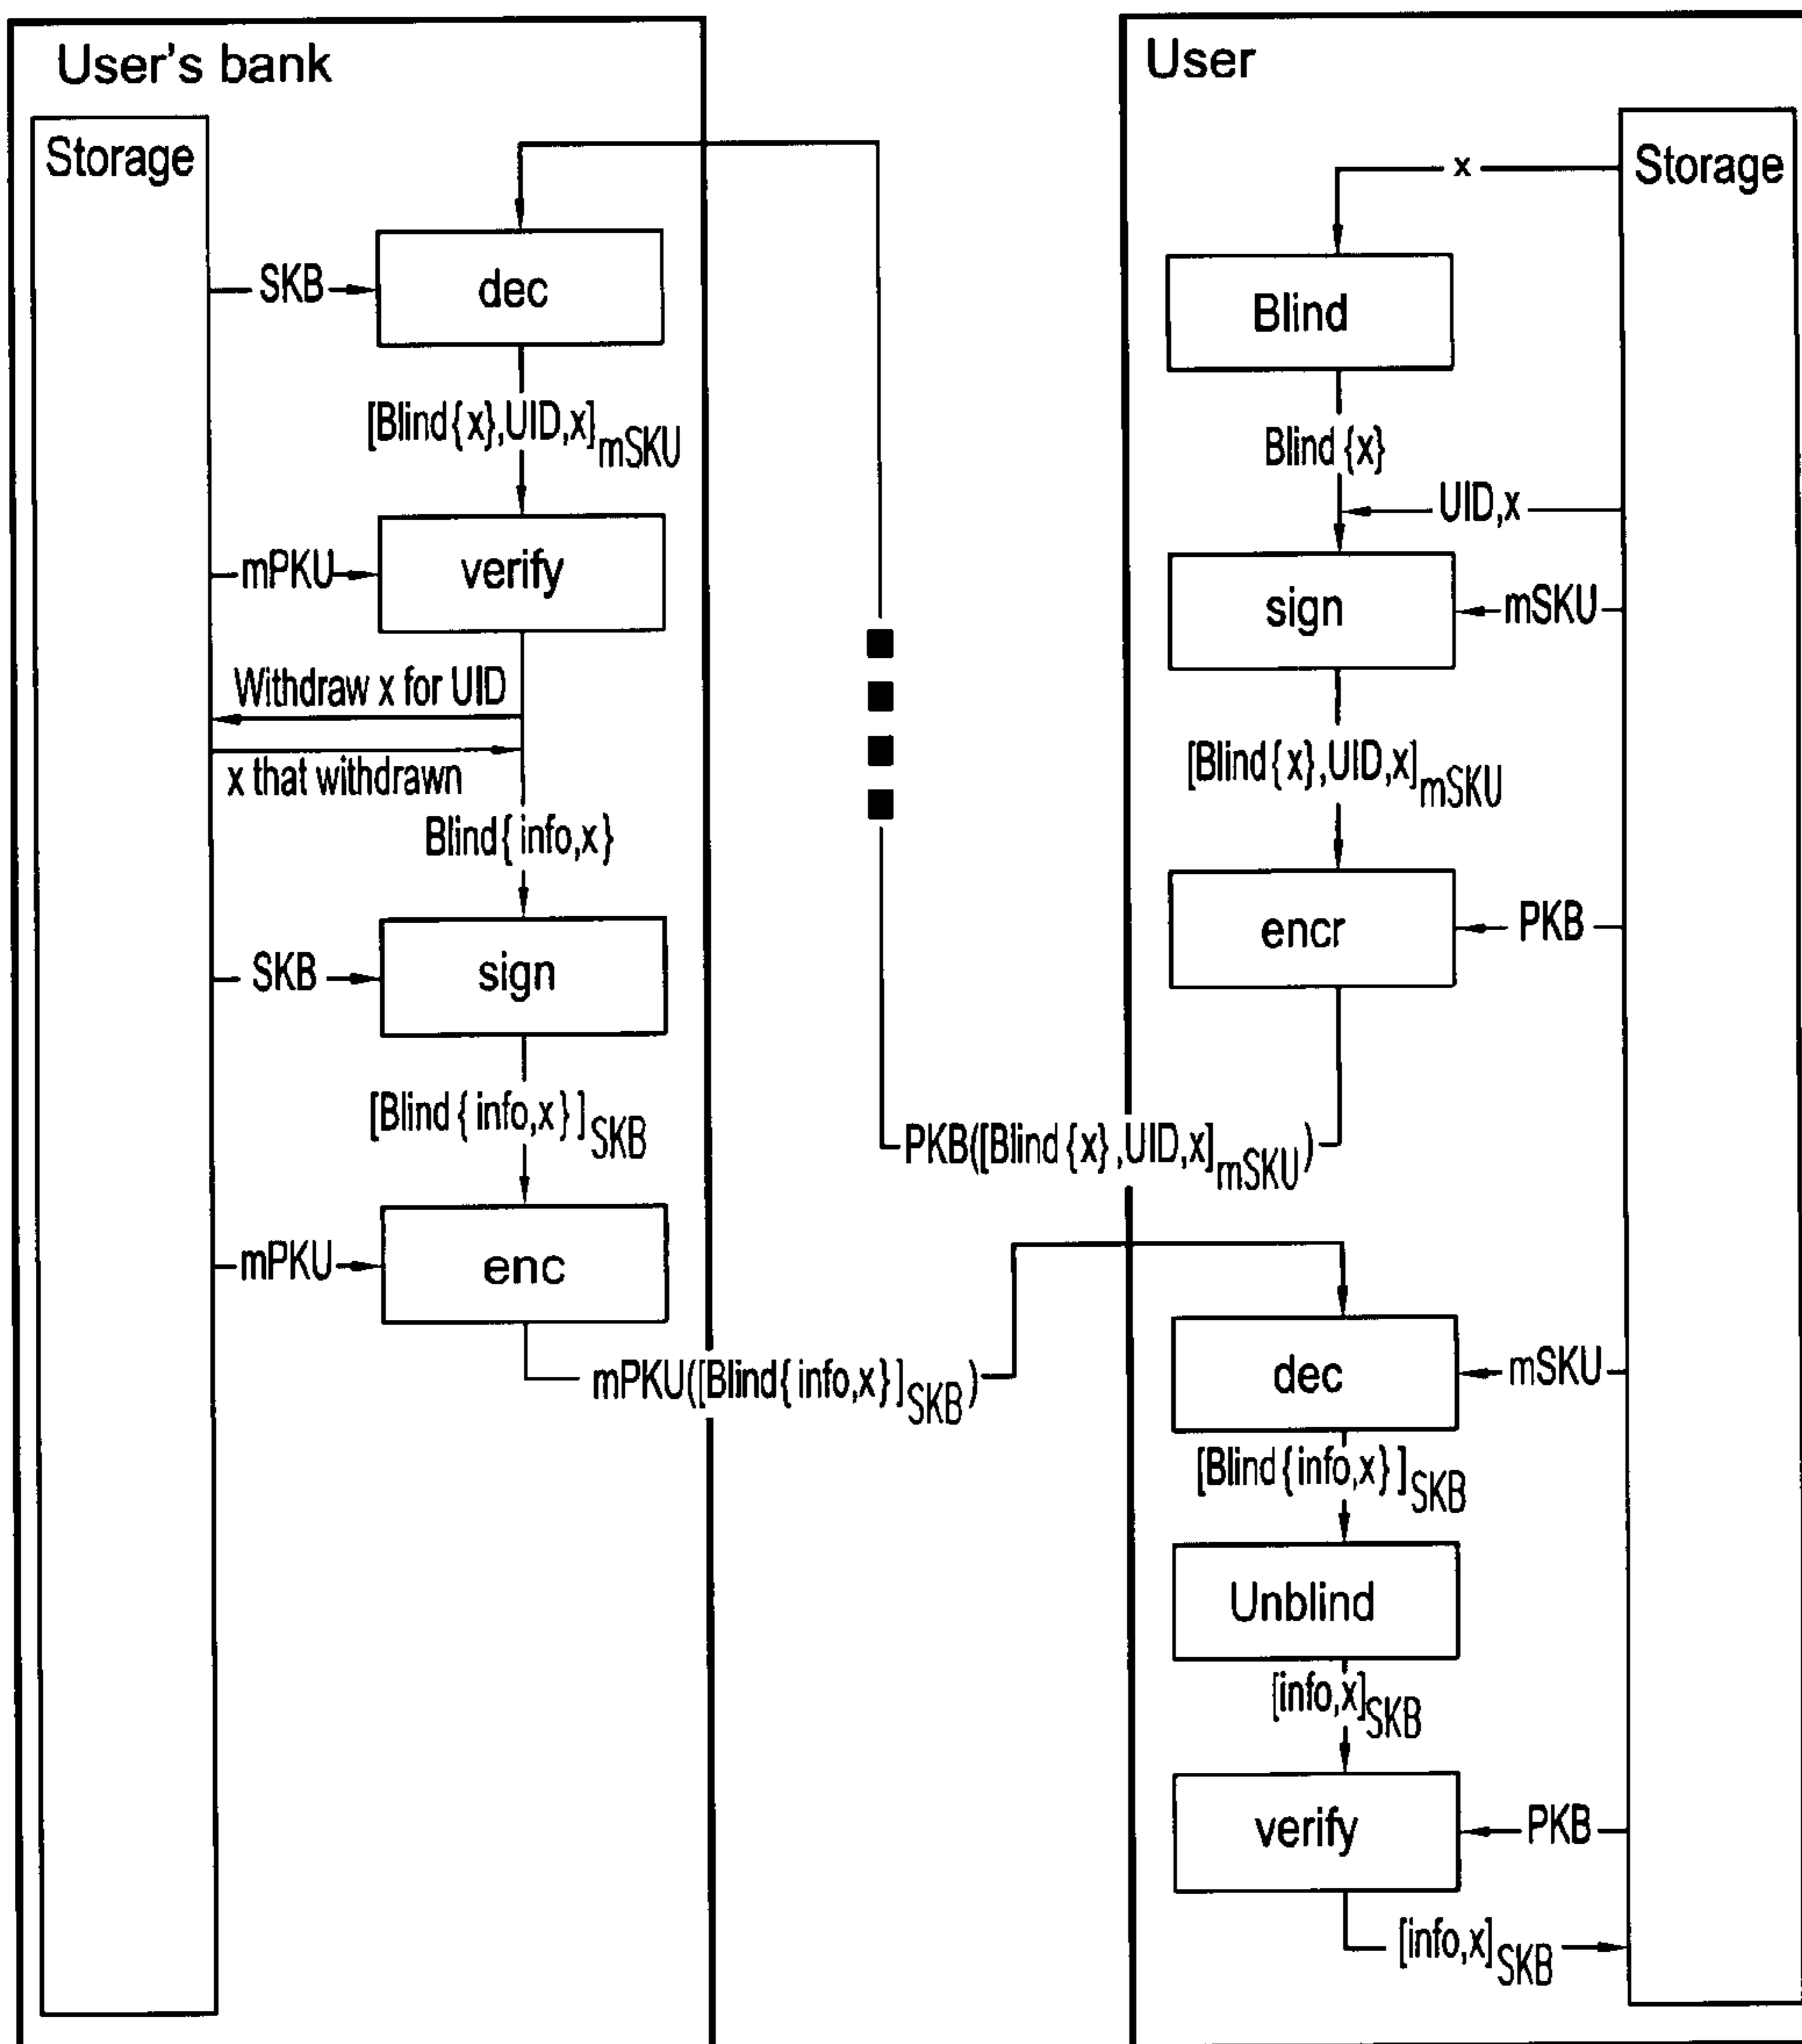 User's bank
Storage
SKB
dec
[Blind{x},UID,x]mSKU
mPKU
verify
Withdraw x for UID
x that withdrawn
Blind{ info,x}
SKB
sign
[Blind{ info,x} ]SKB
mPKU
enc
mPKU([Blind{ info,x} ]SKB)
User
Storage
x
Blind
Blind {x}
UID,x
sign
mSKU
[Blind{x},UID,x]mSKU
encr
PKB
PKB([Blind {x} ,UID,x]mSKU)
dec
mSKU
[Blind{info,x} ]SKB
Unblind
[info,x]SKB
verify
PKB
[info,x]SKB